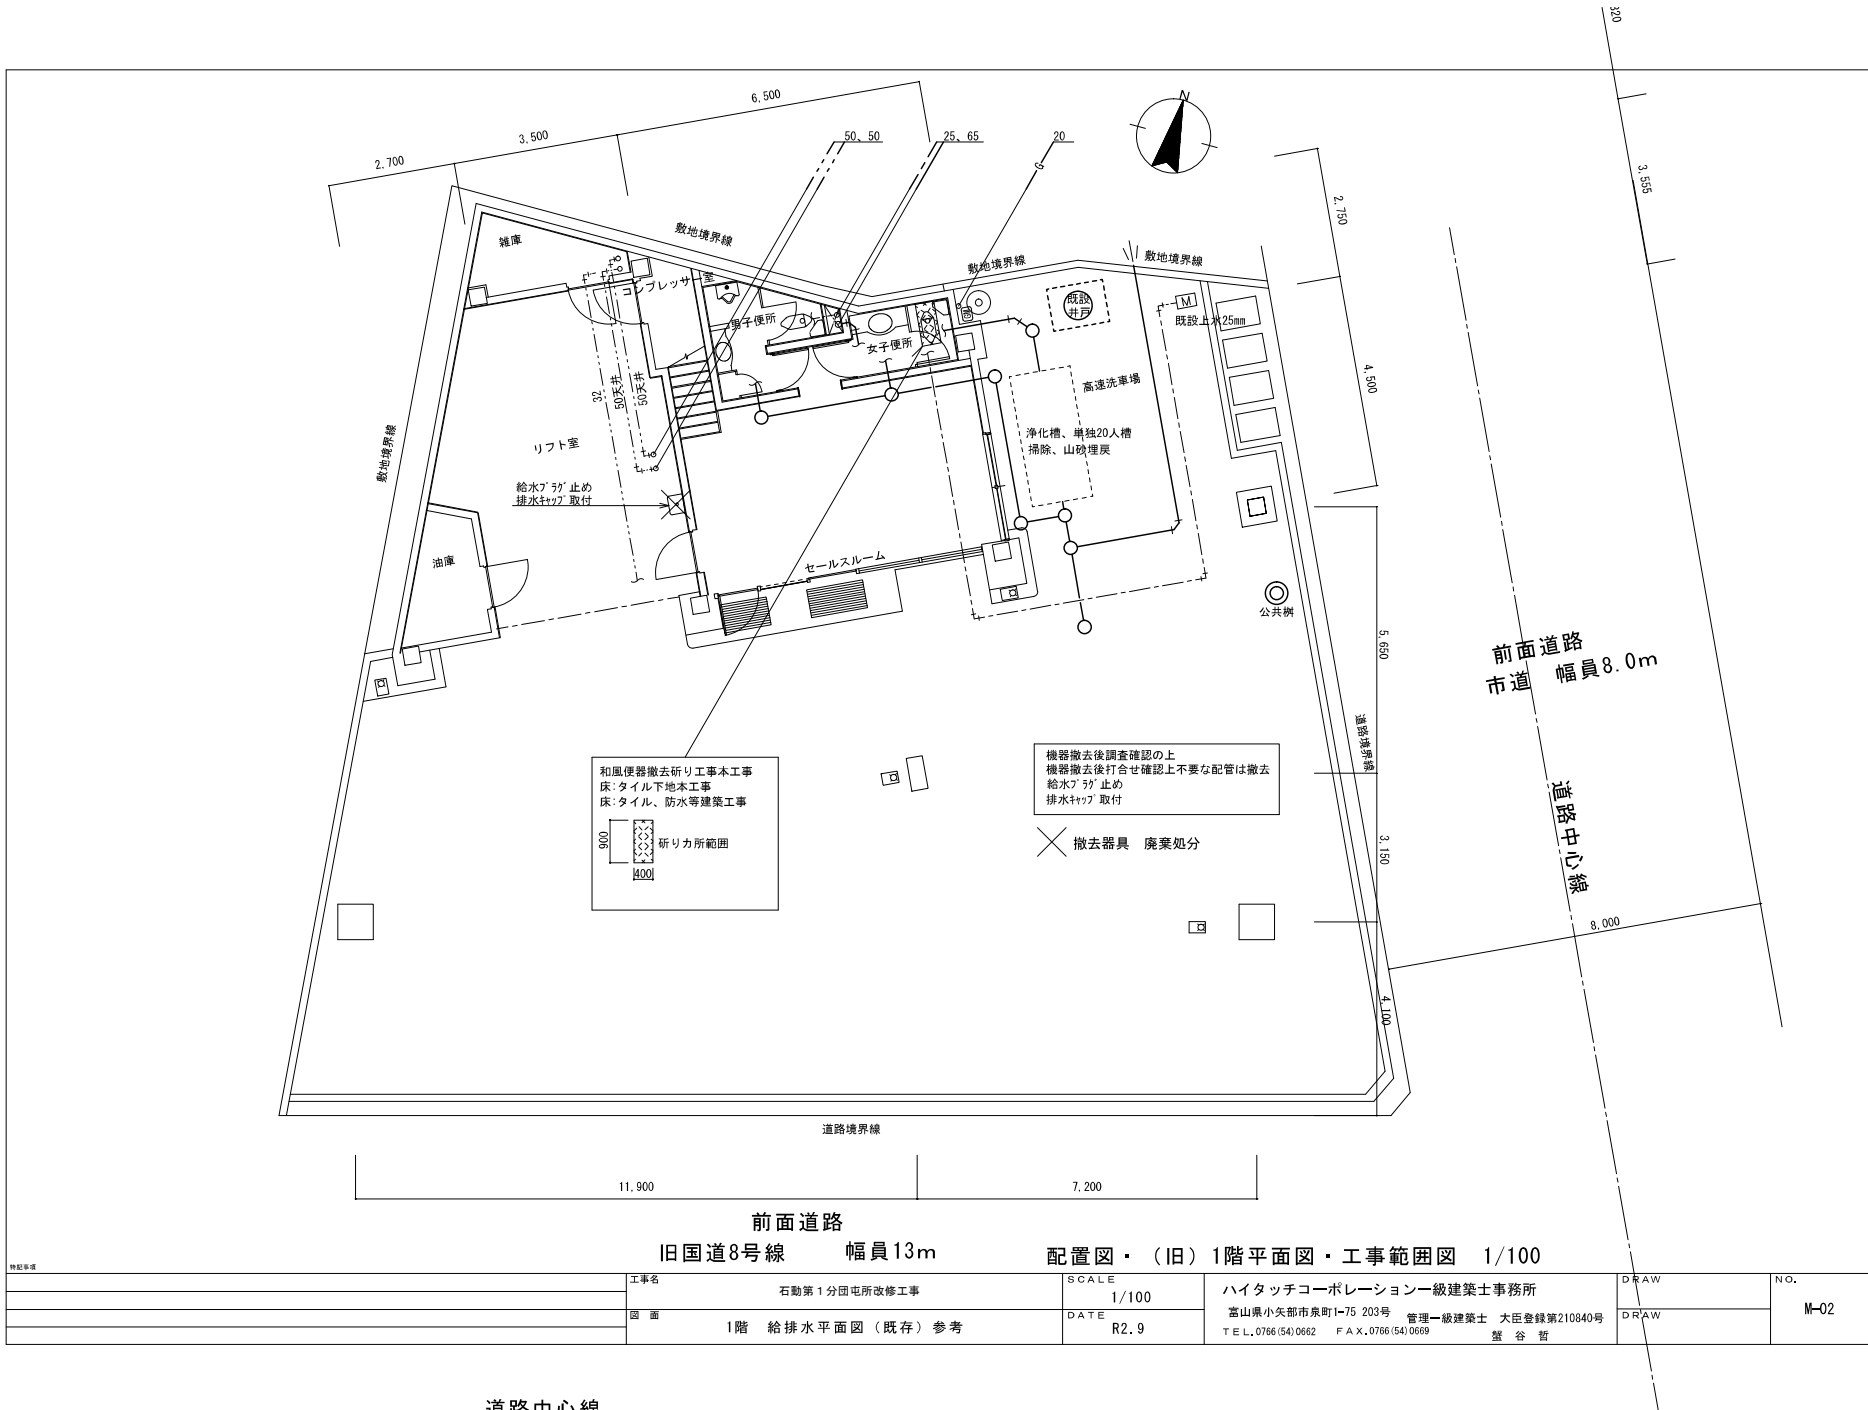 320
3,555
6,500
3,500
2,700
50、50
25、65
20
G
N
2,750
敷地境界線
敷地境界線
敷地境界線
雑庫
コンプレッサー室
男子便所
女子便所
既設
井戸
M
既設上水25mm
高速洗車場
4,500
32
50天井
50天井
敷地境界線
リフト室
浄化槽、単独20人槽
掃除、山砂埋戻
給水プラグ止め
排水キャップ取付
油庫
セールスルーム
公共桝
5,650
前面道路
市道 幅員8.0m
道路境界線
道路中心線
和風便器撤去斫り工事本工事
床:タイル下地本工事
床:タイル、防水等建築工事
900
斫りカ所範囲
400
機器撤去後調査確認の上
機器撤去後打合せ確認上不要な配管は撤去
給水プラグ止め
排水キャップ取付
撤去器具 廃棄処分
3,150
8,000
4,100
道路境界線
11,900
7,200
前面道路
旧国道8号線 幅員13m
配置図・（旧）1階平面図・工事範囲図 1/100
特記事項
工事名
石動第1分団屯所改修工事
SCALE
1/100
ハイタッチコーポレーション一級建築士事務所
DRAW
NO.
図 面
1階 給排水平面図（既存）参考
DATE
R2.9
富山県小矢部市泉町1-75 203号
管理一級建築士 大臣登録第210840号
TEL.0766(54)0662 FAX.0766(54)0669
蟹 谷 哲
DRAW
M-02
道路中心線